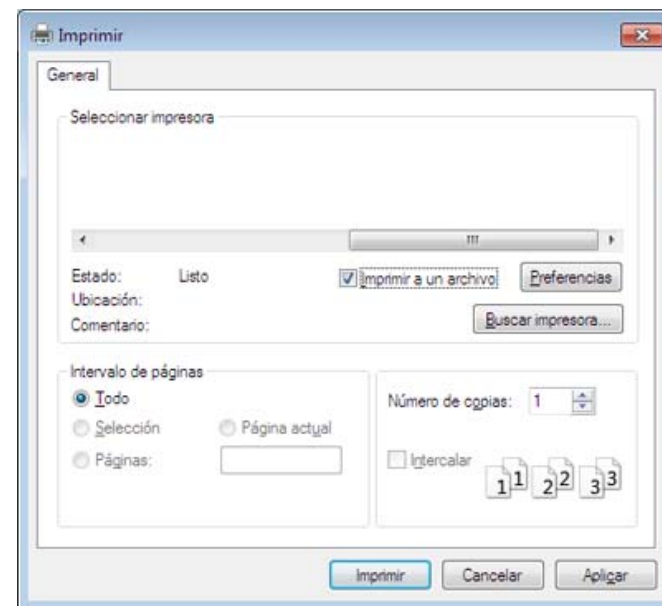 Imprimir
General
Seleccionar impresora
Estado: Listo
Imprimir a un archivo
Preferencias
Ubicación:
Comentario:
Buscar impresora...
Intervalo de páginas
Todo
Selección
Página actual
Páginas:
Número de copias: 1
Intercalar
1 1 2 2 3 3
Imprimir Cancelar Aplicar